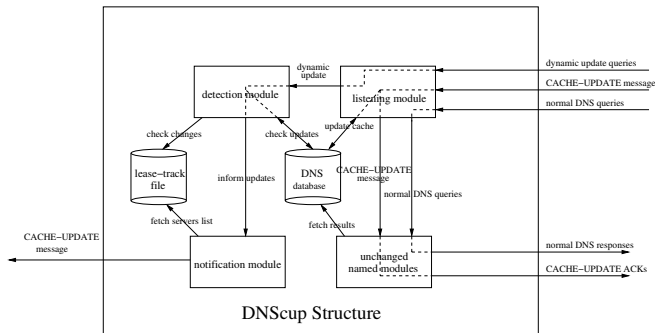 dynamic update queries
dynamic
update
CACHE-UPDATE message
detection module
listening module
normal DNS queries
update cache
check changes
check updates
lease-track
file
DNS
database
inform updates
CACHE-UPDATE
message
normal DNS queries
fetch servers list
fetch results
CACHE-UPDATE
message
normal DNS responses
notification module
unchanged
named modules
CACHE-UPDATE ACKs
DNScup Structure